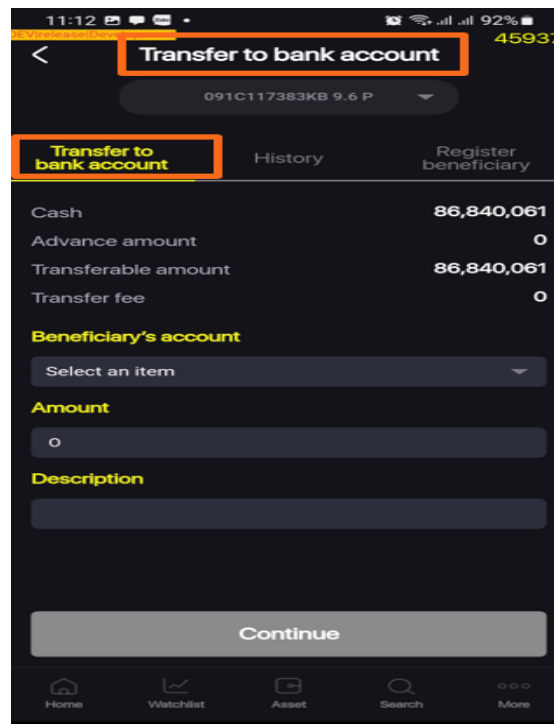 11:12 92%
DEV|release|Develop
45937
Transfer to bank account
091C117383KB 9.6 P
Transfer to
bank account
History
Register
beneficiary
Cash 86,840,061
Advance amount 0
Transferable amount 86,840,061
Transfer fee 0
Beneficiary's account
Select an item
Amount
0
Description
Continue
Home Watchlist Asset Search More